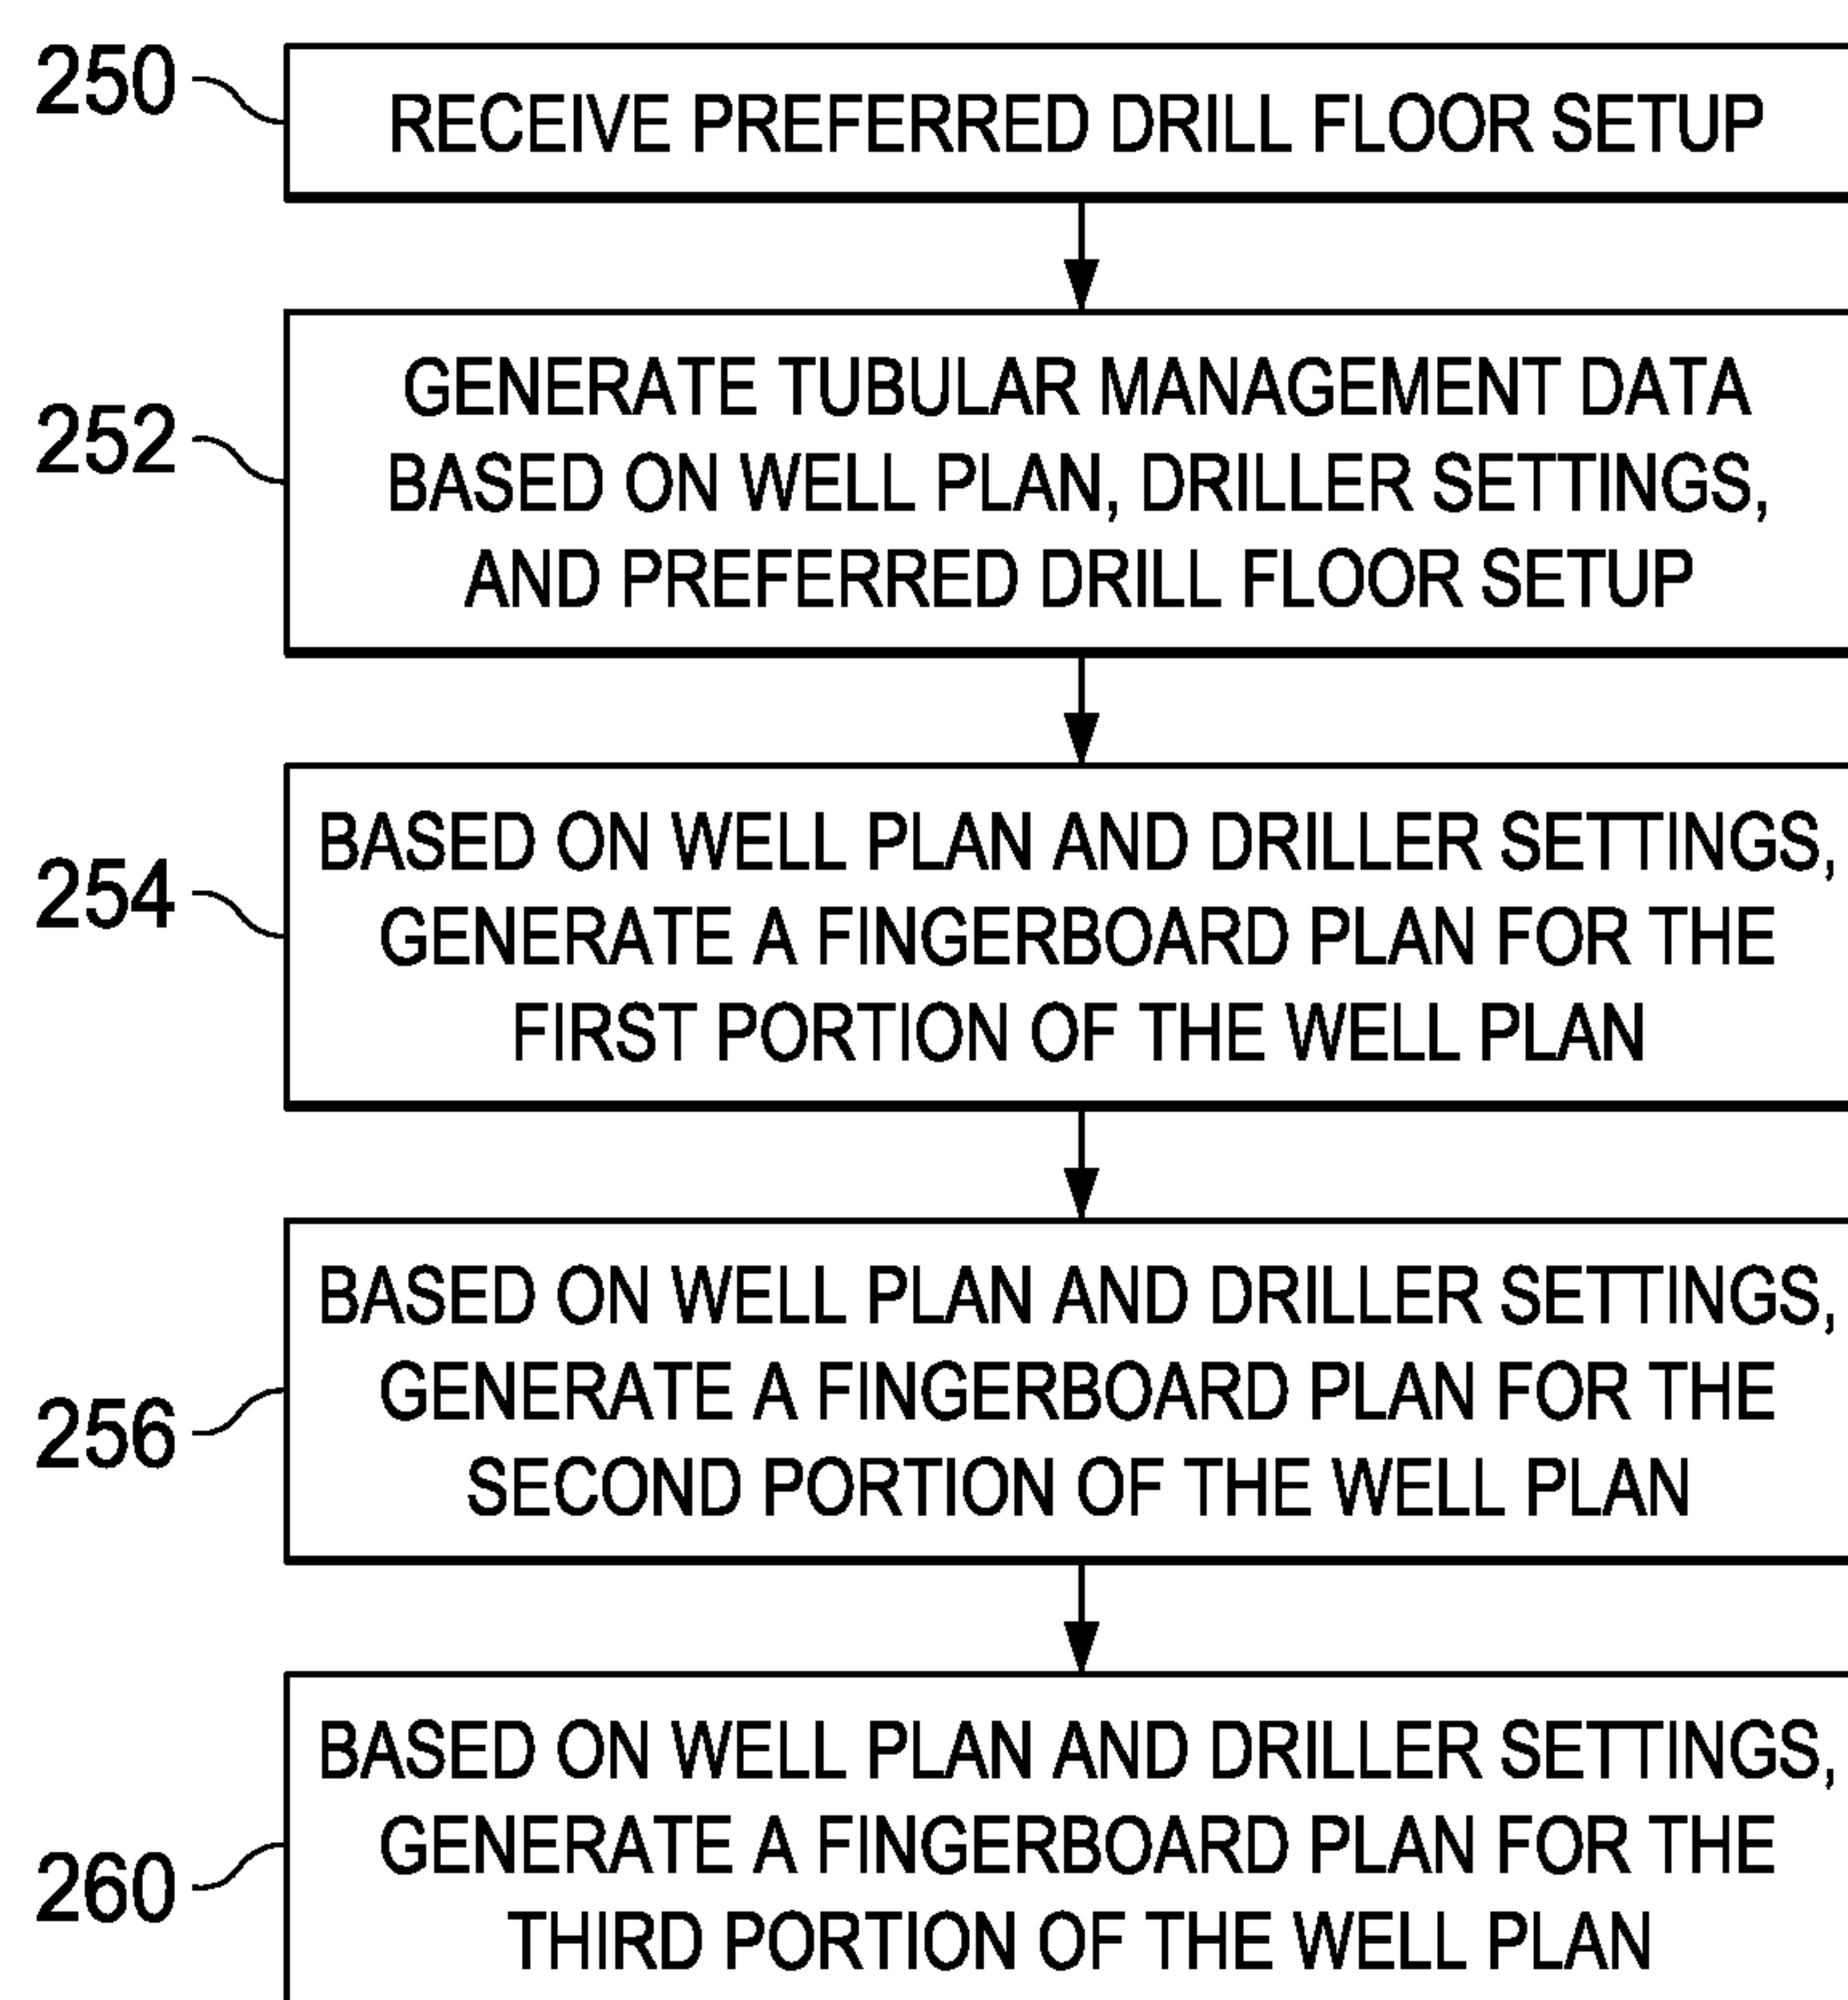 250
RECEIVE PREFERRED DRILL FLOOR SETUP
252
GENERATE TUBULAR MANAGEMENT DATA
BASED ON WELL PLAN, DRILLER SETTINGS,
AND PREFERRED DRILL FLOOR SETUP
254
BASED ON WELL PLAN AND DRILLER SETTINGS,
GENERATE A FINGERBOARD PLAN FOR THE
FIRST PORTION OF THE WELL PLAN
256
BASED ON WELL PLAN AND DRILLER SETTINGS,
GENERATE A FINGERBOARD PLAN FOR THE
SECOND PORTION OF THE WELL PLAN
260
BASED ON WELL PLAN AND DRILLER SETTINGS,
GENERATE A FINGERBOARD PLAN FOR THE
THIRD PORTION OF THE WELL PLAN